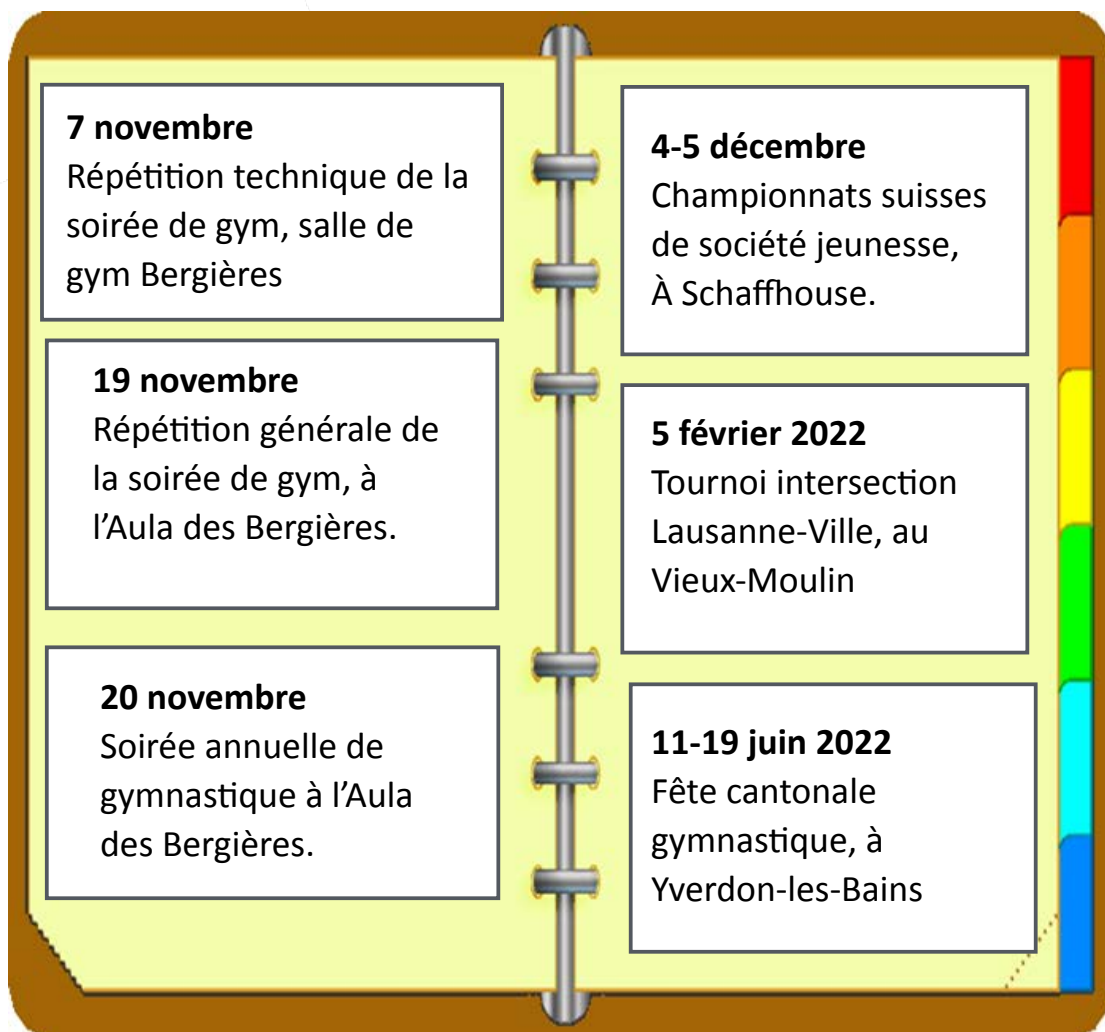 7 novembre
Répétition technique de la
soirée de gym, salle de
gym Bergières
19 novembre
Répétition générale de
la soirée de gym, à
l’Aula des Bergières.
20 novembre
Soirée annuelle de
gymnastique à l’Aula
des Bergières.
4-5 décembre
Championnats suisses
de société jeunesse,
À Schaffhouse.
5 février 2022
Tournoi intersection
Lausanne-Ville, au
Vieux-Moulin
11-19 juin 2022
Fête cantonale
gymnastique, à
Yverdon-les-Bains